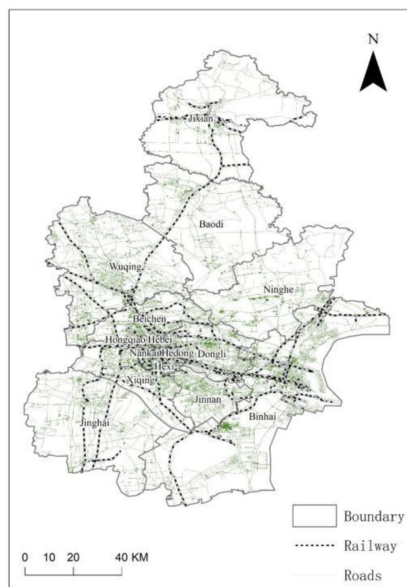 N
Jixian
Baodi
Wuqing
Ninghe
Beichen
Hongqiao Hebei
Nankai Hedong Dongli
Hexi
Xiqing
Jinnan
Jinghai
Binhai
Boundary
Railway
Roads
0 10 20 40 KM